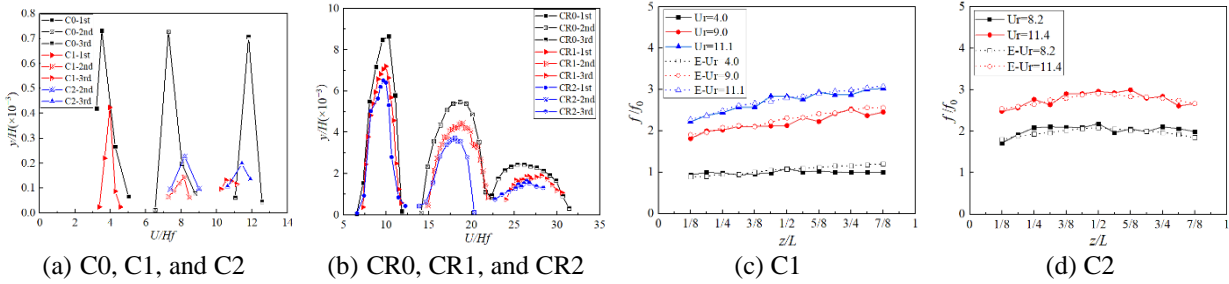 C0-1st
C0-2nd
C0-3rd
C1-1st
C1-2nd
C1-3rd
C2-2nd
C2-3rd
y/H(×10⁻³)
0.8
0.7
0.6
0.5
0.4
0.3
0.2
0.1
0.0
0 2 4 6 8 10 12 14
U/Hf
(a) C0, C1, and C2
CR0-1st
CR0-2nd
CR0-3rd
CR1-1st
CR1-2nd
CR1-3rd
CR2-1st
CR2-2nd
CR2-3rd
y/H(×10⁻³)
10
8
6
4
2
0
5 10 15 20 25 30 35
U/Hf
(b) CR0, CR1, and CR2
Ur=4.0
Ur=9.0
Ur=11.1
E-Ur=4.0
E-Ur=9.0
E-Ur=11.1
f/f₀
5
4
3
2
1
0
1/8 1/4 3/8 1/2 5/8 3/4 7/8 1
z/L
(c) C1
Ur=8.2
Ur=11.4
E-Ur=8.2
E-Ur=11.4
f/f₀
5
4
3
2
1
0
1/8 1/4 3/8 1/2 5/8 3/4 7/8 1
z/L
(d) C2